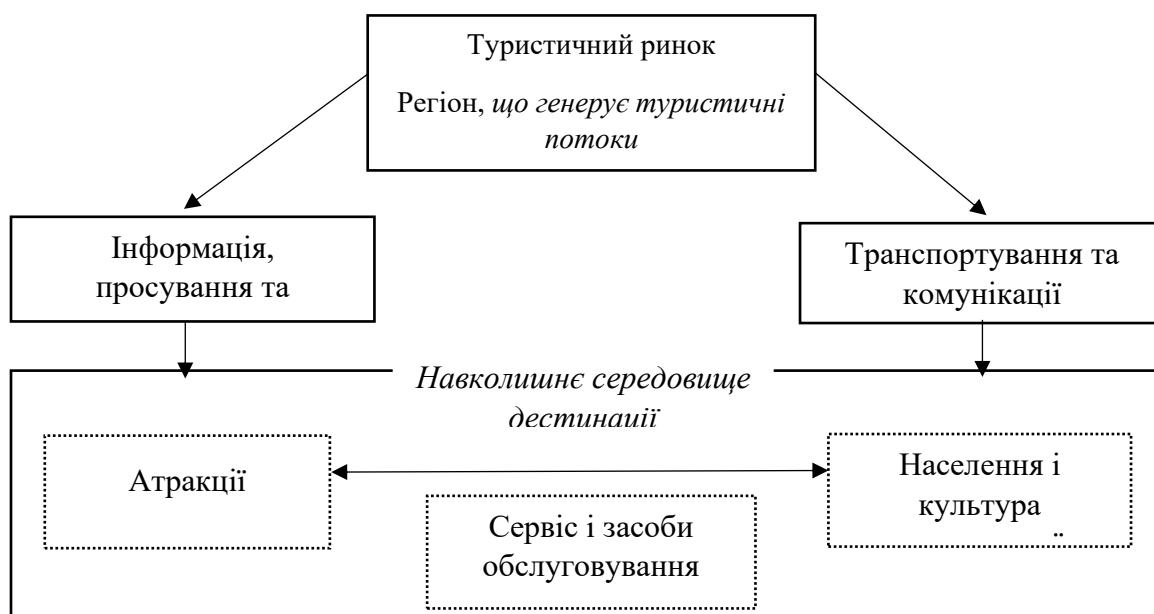 Туристичний ринок
Регіон, що генерує туристичні
потоки
Інформація,
просування та
Транспортування та
комунікації
Навколишнє середовище
дестинації
Атракції
Населення і
культура
Сервіс і засоби
обслуговування